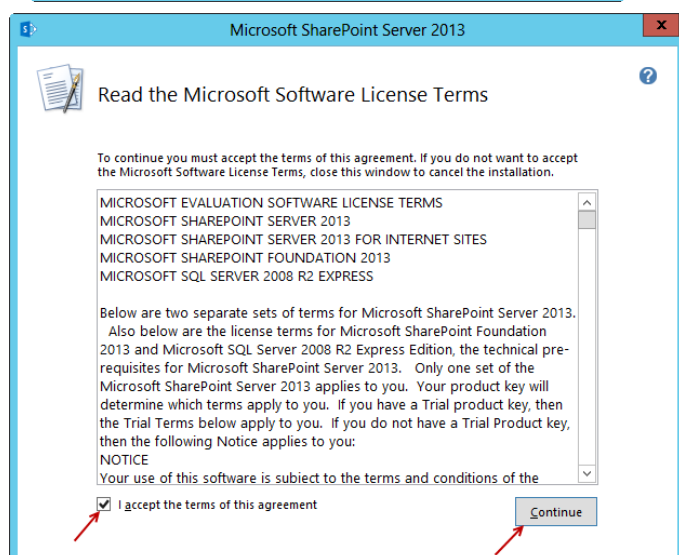 Microsoft SharePoint Server 2013
Read the Microsoft Software License Terms
To continue you must accept the terms of this agreement. If you do not want to accept
the Microsoft Software License Terms, close this window to cancel the installation.
MICROSOFT EVALUATION SOFTWARE LICENSE TERMS
MICROSOFT SHAREPOINT SERVER 2013
MICROSOFT SHAREPOINT SERVER 2013 FOR INTERNET SITES
MICROSOFT SHAREPOINT FOUNDATION 2013
MICROSOFT SQL SERVER 2008 R2 EXPRESS
Below are two separate sets of terms for Microsoft SharePoint Server 2013.
Also below are the license terms for Microsoft SharePoint Foundation
2013 and Microsoft SQL Server 2008 R2 Express Edition, the technical pre-
requisites for Microsoft SharePoint Server 2013. Only one set of the
Microsoft SharePoint Server 2013 applies to you. Your product key will
determine which terms apply to you. If you have a Trial product key, then
the Trial Terms below apply to you. If you do not have a Trial Product key,
then the following Notice applies to you:
NOTICE
Your use of this software is subject to the terms and conditions of the
I accept the terms of this agreement
Continue